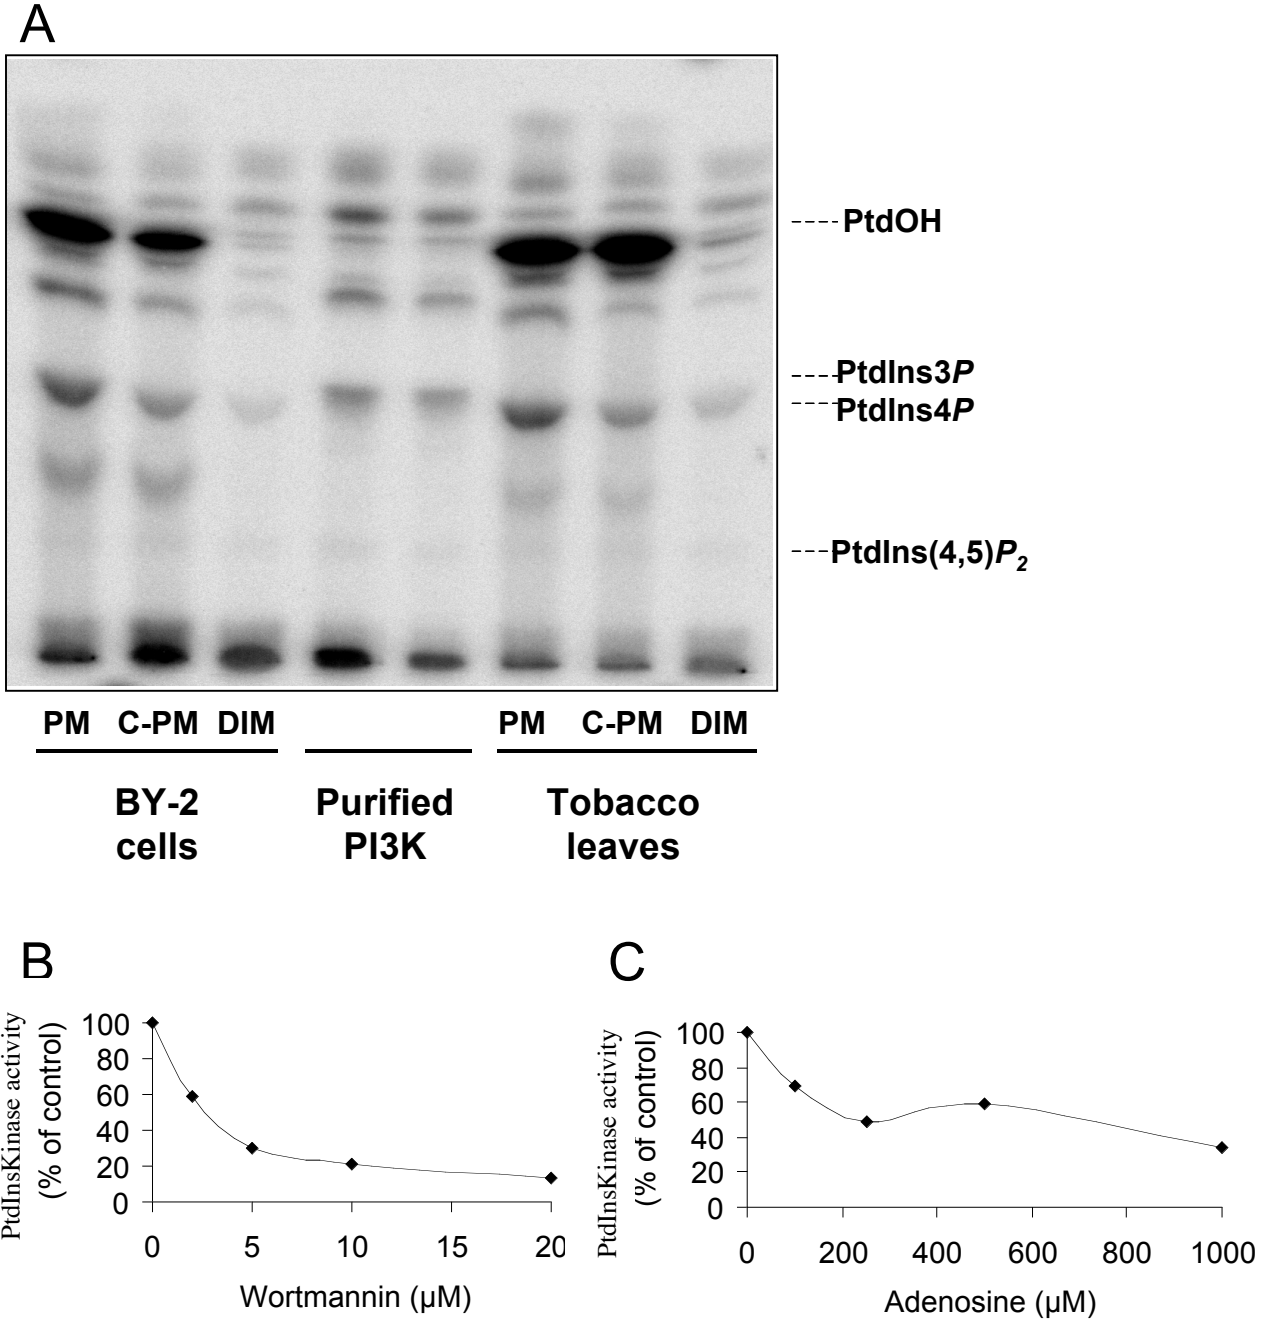 A
PtdOH
PtdIns3P
PtdIns4P
PtdIns(4,5)P2
PM C-PM DIM PM C-PM DIM
BY-2 cells
Purified PI3K
Tobacco leaves
B
PtdInsKinase activity
(% of control)
100
80
60
40
20
0
0 5 10 15 20
Wortmannin (µM)
C
PtdInsKinase activity
(% of control)
100
80
60
40
20
0
0 200 400 600 800 1000
Adenosine (µM)